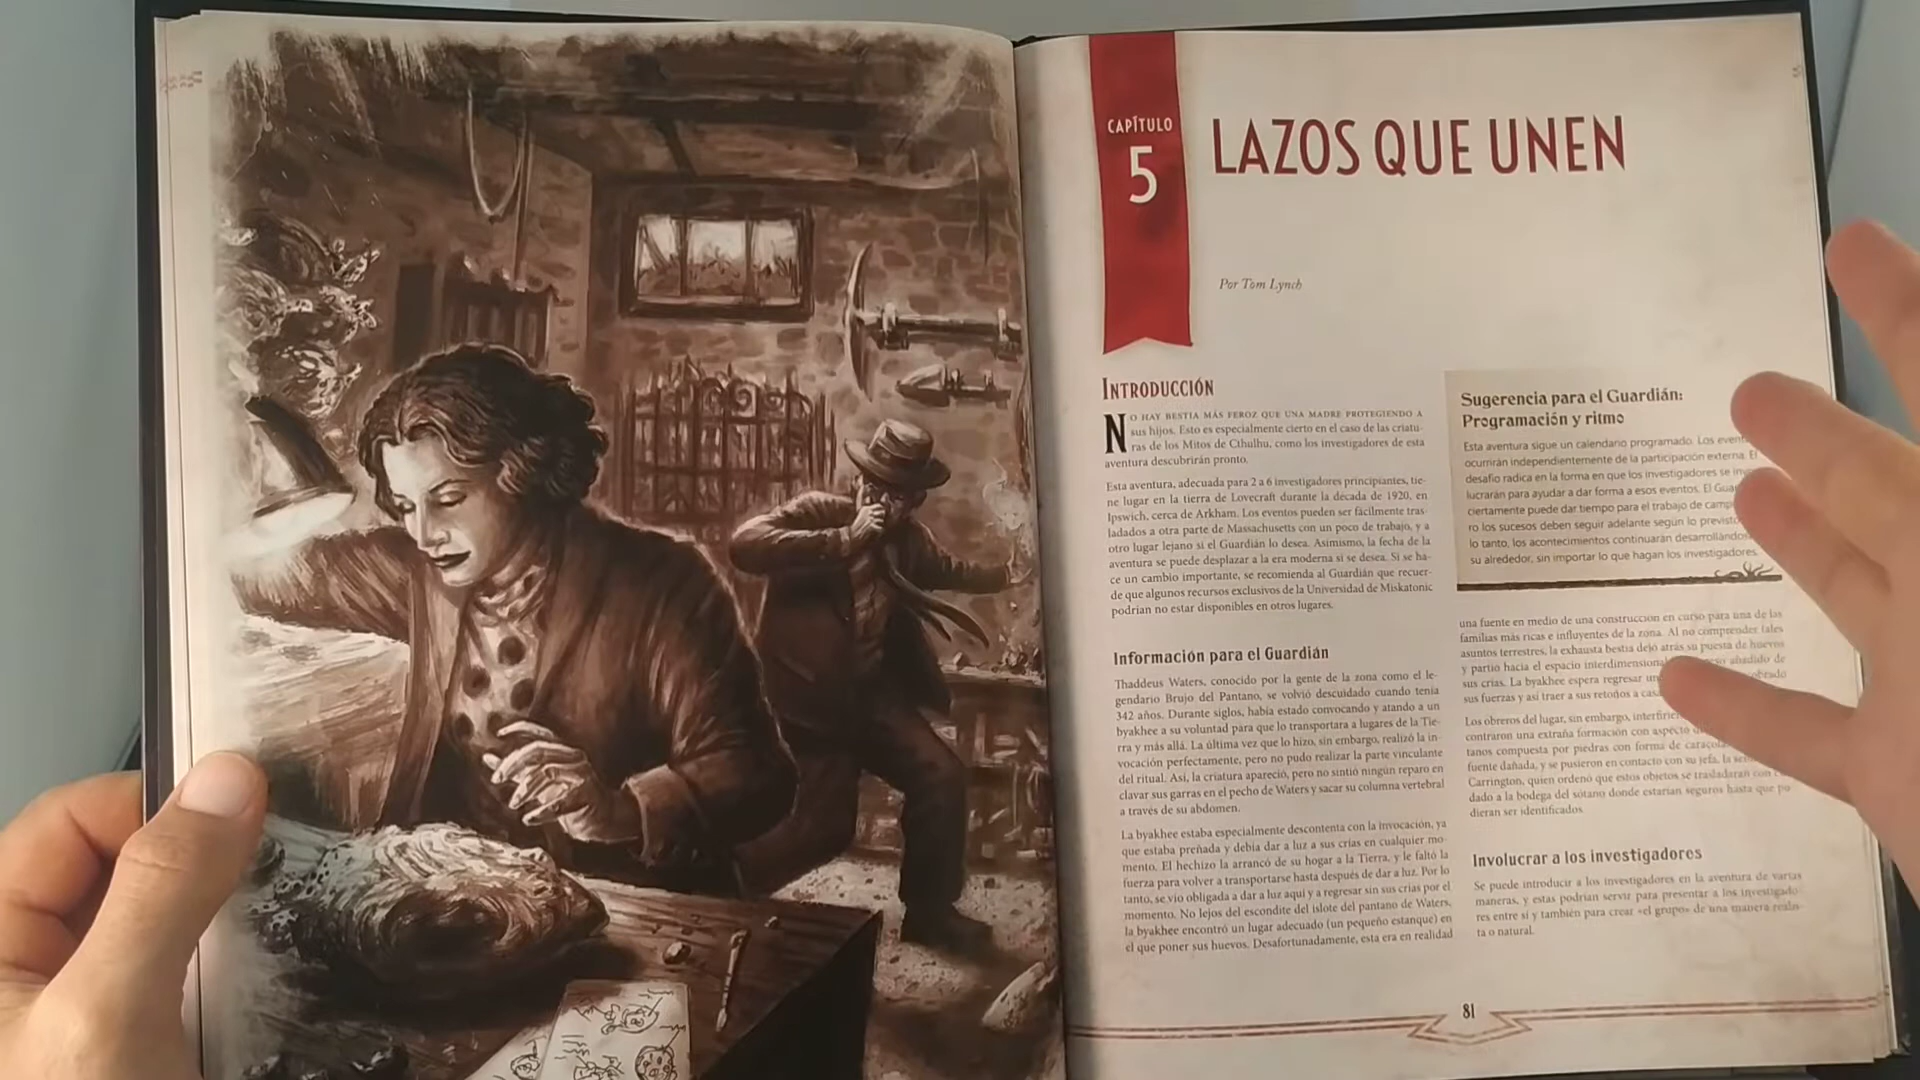 CAPÍTULO
5
LAZOS QUE UNEN
Por Tom Lynch
INTRODUCCIÓN
NO HAY BESTIA MÁS FEROZ QUE UNA MADRE PROTEGIENDO A
sus hijos. Esto es especialmente cierto en el caso de las criatu-
ras de los Mitos de Cthulhu, como los investigadores de esta
aventura descubrirán pronto.
Esta aventura, adecuada para 2 a 6 investigadores principiantes, tie-
ne lugar en la tierra de Lovecraft durante la década de 1920, en
Ipswich, cerca de Arkham. Los eventos pueden ser fácilmente tras-
ladados a otra parte de Massachusetts con un poco de trabajo, y a
otro lugar lejano si el Guardián lo desea. Asimismo, la fecha de la
aventura se puede desplazar a la era moderna si se desea. Si se ha-
ce un cambio importante, se recomienda al Guardián que recuer-
de que algunos recursos exclusivos de la Universidad de Miskatonic
podrían no estar disponibles en otros lugares.
Información para el Guardián
Thaddeus Waters, conocido por la gente de la zona como el le-
gendario Brujo del Pantano, se volvió descuidado cuando tenía
342 años. Durante siglos, había estado convocando y atando a un
byakhee a su voluntad para que lo transportara a lugares de la Tie-
rra y más allá. La última vez que lo hizo, sin embargo, realizó la in-
vocación perfectamente, pero no pudo realizar la parte vinculante
del ritual. Así, la criatura apareció, pero no sintió ningún reparo en
clavar sus garras en el pecho de Waters y sacar su columna vertebral
a través de su abdomen.
La byakhee estaba especialmente descontenta con la invocación, ya
que estaba preñada y debía dar a luz a sus crías en cualquier mo-
mento. El hechizo la arrancó de su hogar a la Tierra, y le faltó la
fuerza para volver a transportarse hasta después de dar a luz. Por lo
tanto, se vio obligada a dar a luz aquí y a regresar sin sus crías por el
momento. No lejos del escondite del islote del pantano de Waters,
la byakhee encontró un lugar adecuado (un pequeño estanque) en
el que poner sus huevos. Desafortunadamente, esta era en realidad
Sugerencia para el Guardián:
Programación y ritmo
Esta aventura sigue un calendario programado. Los
ocurrirán independientemente de la participación externa. El
desafío radica en la forma en que los investigadores se
lucrarán para ayudar a dar forma a esos eventos. El
ciertamente puede dar tiempo para el trabajo de
ro los sucesos deben seguir adelante según lo
lo tanto, los acontecimientos continuarán
su alrededor, sin importar lo que hagan los investigadores.
una fuente en medio de una construcción en curso para una de las
familias más ricas e influyentes de la zona. Al no comprender tales
asuntos terrestres, la exhausta bestia dejó atrás su puesta de huevos
y partió hacia el espacio interdimensional añadido de
sus crías. La byakhee espera regresar
sus fuerzas y así traer a sus retoños a
Los obreros del lugar, sin embargo,
contraron una extraña formación con aspecto
tanos compuesta por piedras con forma de
fuente dañada, y se pusieron en contacto con su jefa, la
Carrington, quien ordenó que estos objetos se trasladaran con
dado a la bodega del sótano donde estarían seguros hasta que pu-
dieran ser identificados.
Involucrar a los investigadores
Se puede introducir a los investigadores en la aventura de varias
maneras, y estas podrían servir para presentar a los investigado-
res entre sí y también para crear «el grupo» de una manera realis-
ta o natural.
81